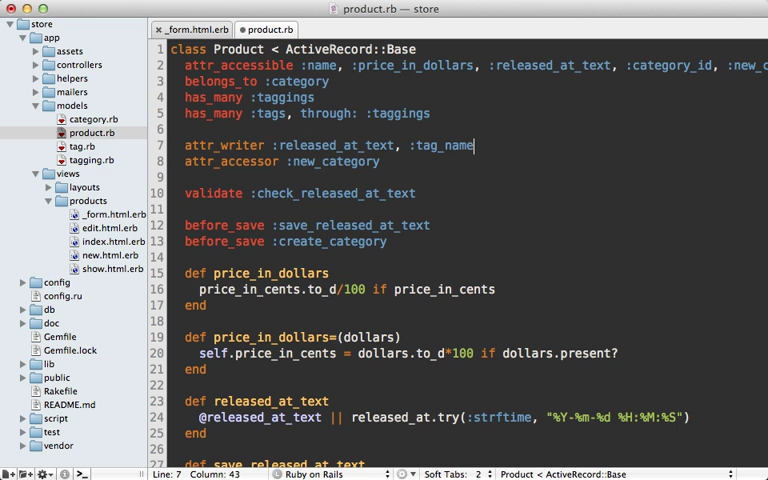 product.rb — store
store
app
assets
controllers
helpers
mailers
models
category.rb
product.rb
tag.rb
tagging.rb
views
layouts
products
_form.html.erb
edit.html.erb
index.html.erb
new.html.erb
show.html.erb
config
config.ru
db
doc
Gemfile
Gemfile.lock
lib
public
Rakefile
README.md
script
test
vendor
_form.html.erb
product.rb
1 class Product < ActiveRecord::Base
2 attr_accessible :name, :price_in_dollars, :released_at_text, :category_id, :new_c
3 belongs_to :category
4 has_many :taggings
5 has_many :tags, through: :taggings
6
7 attr_writer :released_at_text, :tag_name
8 attr_accessor :new_category
9
10 validate :check_released_at_text
11
12 before_save :save_released_at_text
13 before_save :create_category
14
15 def price_in_dollars
16 price_in_cents.to_d/100 if price_in_cents
17 end
18
19 def price_in_dollars=(dollars)
20 self.price_in_cents = dollars.to_d*100 if dollars.present?
21 end
22
23 def released_at_text
24 @released_at_text || released_at.try(:strftime, "%Y-%m-%d %H:%M:%S")
25 end
26
27 def save_released_at_text
Line: 7 Column: 43
Ruby on Rails
Soft Tabs: 2
Product < ActiveRecord::Base